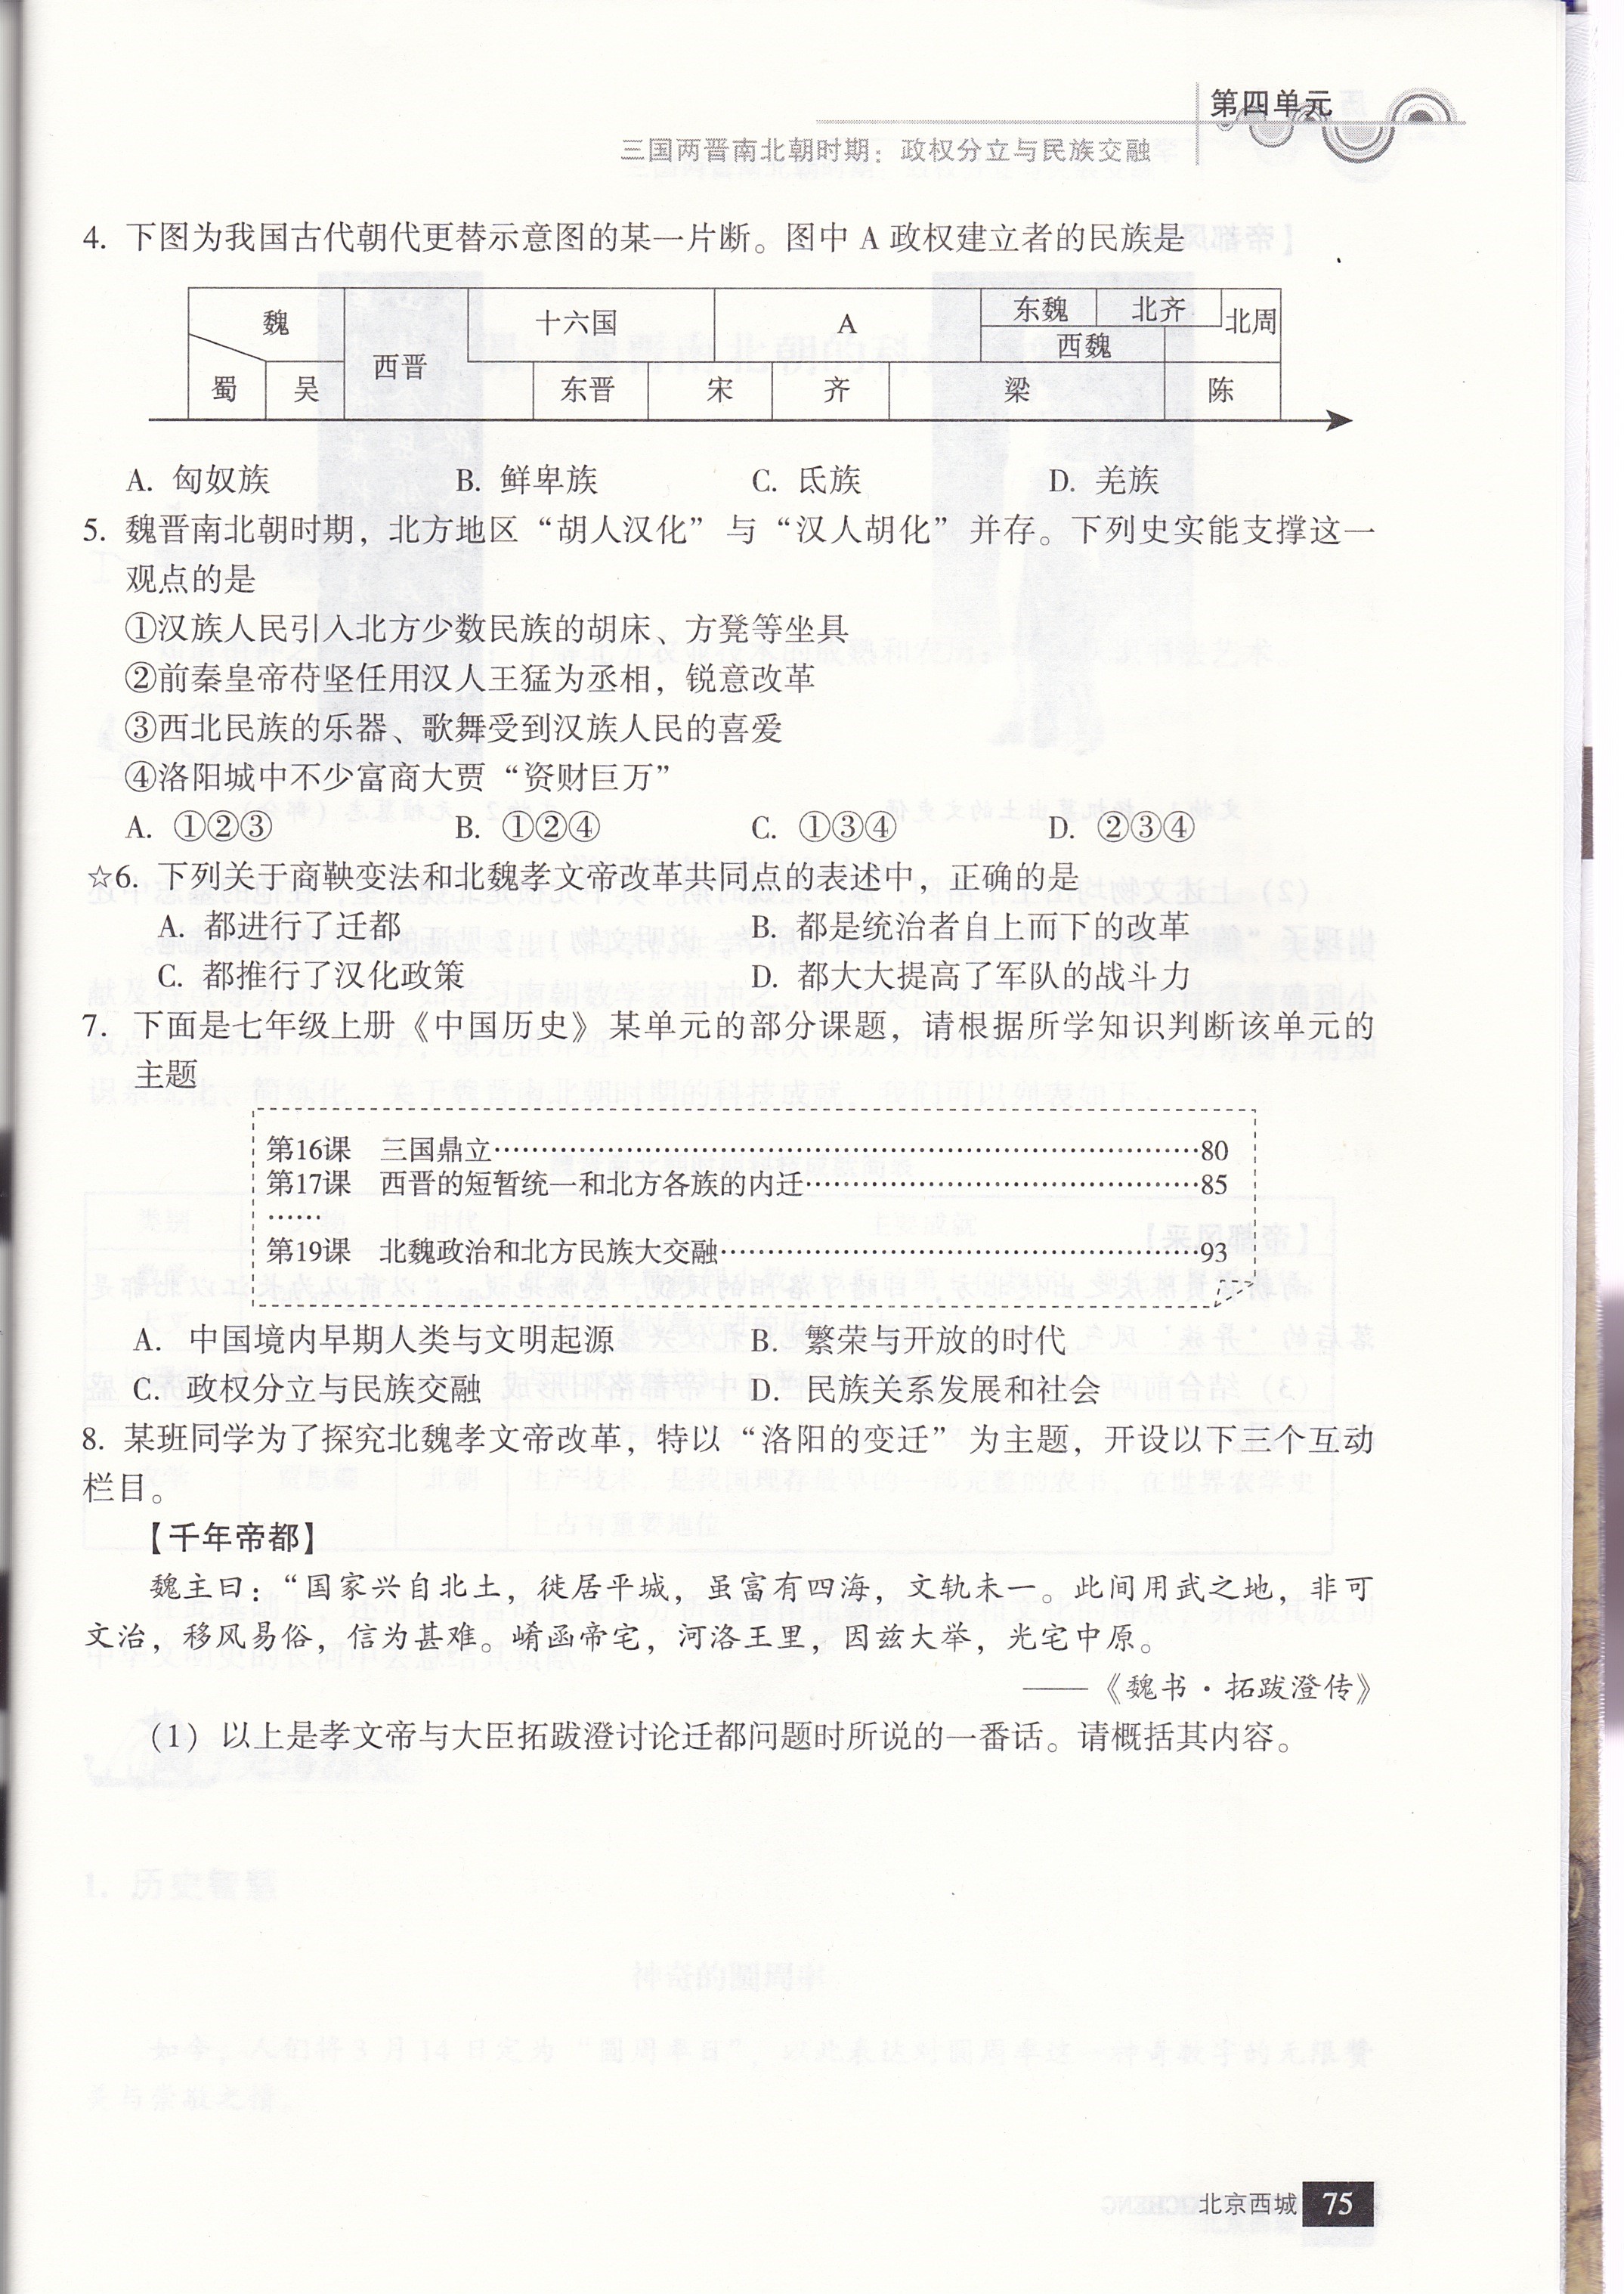 第四单元
三国两晋南北朝时期：政权分立与民族交融
4. 下图为我国古代朝代更替示意图的某一片断。图中 A 政权建立者的民族是
魏 西晋 十六国 A 东魏 北齐 北周
西魏
蜀 吴 东晋 宋 齐 梁 陈
A. 匈奴族 B. 鲜卑族 C. 氐族 D. 羌族
5. 魏晋南北朝时期，北方地区“胡人汉化”与“汉人胡化”并存。下列史实能支撑这一
观点的是
①汉族人民引入北方少数民族的胡床、方凳等坐具
②前秦皇帝苻坚任用汉人王猛为丞相，锐意改革
③西北民族的乐器、歌舞受到汉族人民的喜爱
④洛阳城中不少富商大贾“资财巨万”
A. ①②③ B. ①②④ C. ①③④ D. ②③④
☆6. 下列关于商鞅变法和北魏孝文帝改革共同点的表述中，正确的是
A. 都进行了迁都 B. 都是统治者自上而下的改革
C. 都推行了汉化政策 D. 都大大提高了军队的战斗力
7. 下面是七年级上册《中国历史》某单元的部分课题，请根据所学知识判断该单元的
主题
第16课 三国鼎立……………………………………………………80
第17课 西晋的短暂统一和北方各族的内迁………………………………85
……
第19课 北魏政治和北方民族大交融……………………………………93
A. 中国境内早期人类与文明起源 B. 繁荣与开放的时代
C. 政权分立与民族交融 D. 民族关系发展和社会
8. 某班同学为了探究北魏孝文帝改革，特以“洛阳的变迁”为主题，开设以下三个互动
栏目。
【千年帝都】
魏主曰：“国家兴自北土，徙居平城，虽富有四海，文轨未一。此间用武之地，非可
文治，移风易俗，信为甚难。崤函帝宅，河洛王里，因兹大举，光宅中原。
——《魏书·拓跋澄传》
（1）以上是孝文帝与大臣拓跋澄讨论迁都问题时所说的一番话。请概括其内容。
北京西城 75